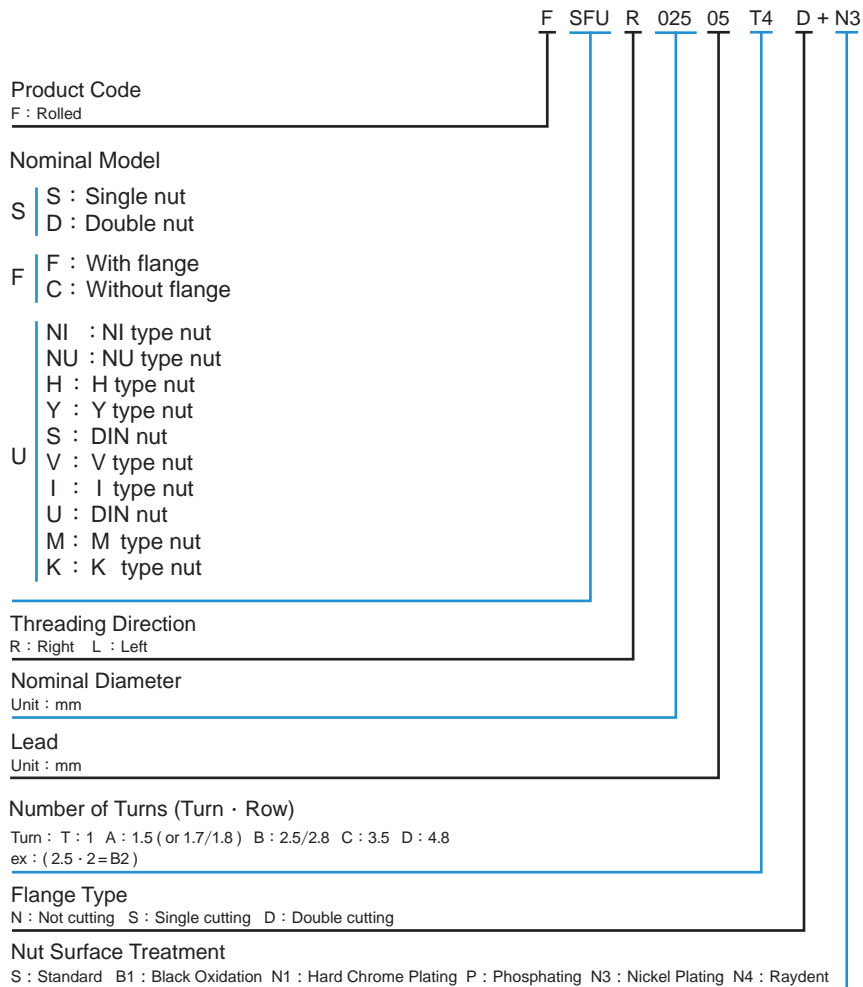 F SFU R 025 05 T4 D + N3
Product Code
F：Rolled
Nominal Model
S
S：Single nut
D：Double nut
F
F：With flange
C：Without flange
U
NI ：NI type nut
NU：NU type nut
H：H type nut
Y：Y type nut
S：DIN nut
V：V type nut
I：I type nut
U：DIN nut
M：M type nut
K：K type nut
Threading Direction
R：Right L：Left
Nominal Diameter
Unit：mm
Lead
Unit：mm
Number of Turns (Turn · Row)
Turn：T：1 A：1.5 ( or 1.7/1.8 ) B：2.5/2.8 C：3.5 D：4.8
ex：( 2.5 · 2 = B2 )
Flange Type
N：Not cutting S：Single cutting D：Double cutting
Nut Surface Treatment
S：Standard B1：Black Oxidation N1：Hard Chrome Plating P：Phosphating N3：Nickel Plating N4：Raydent